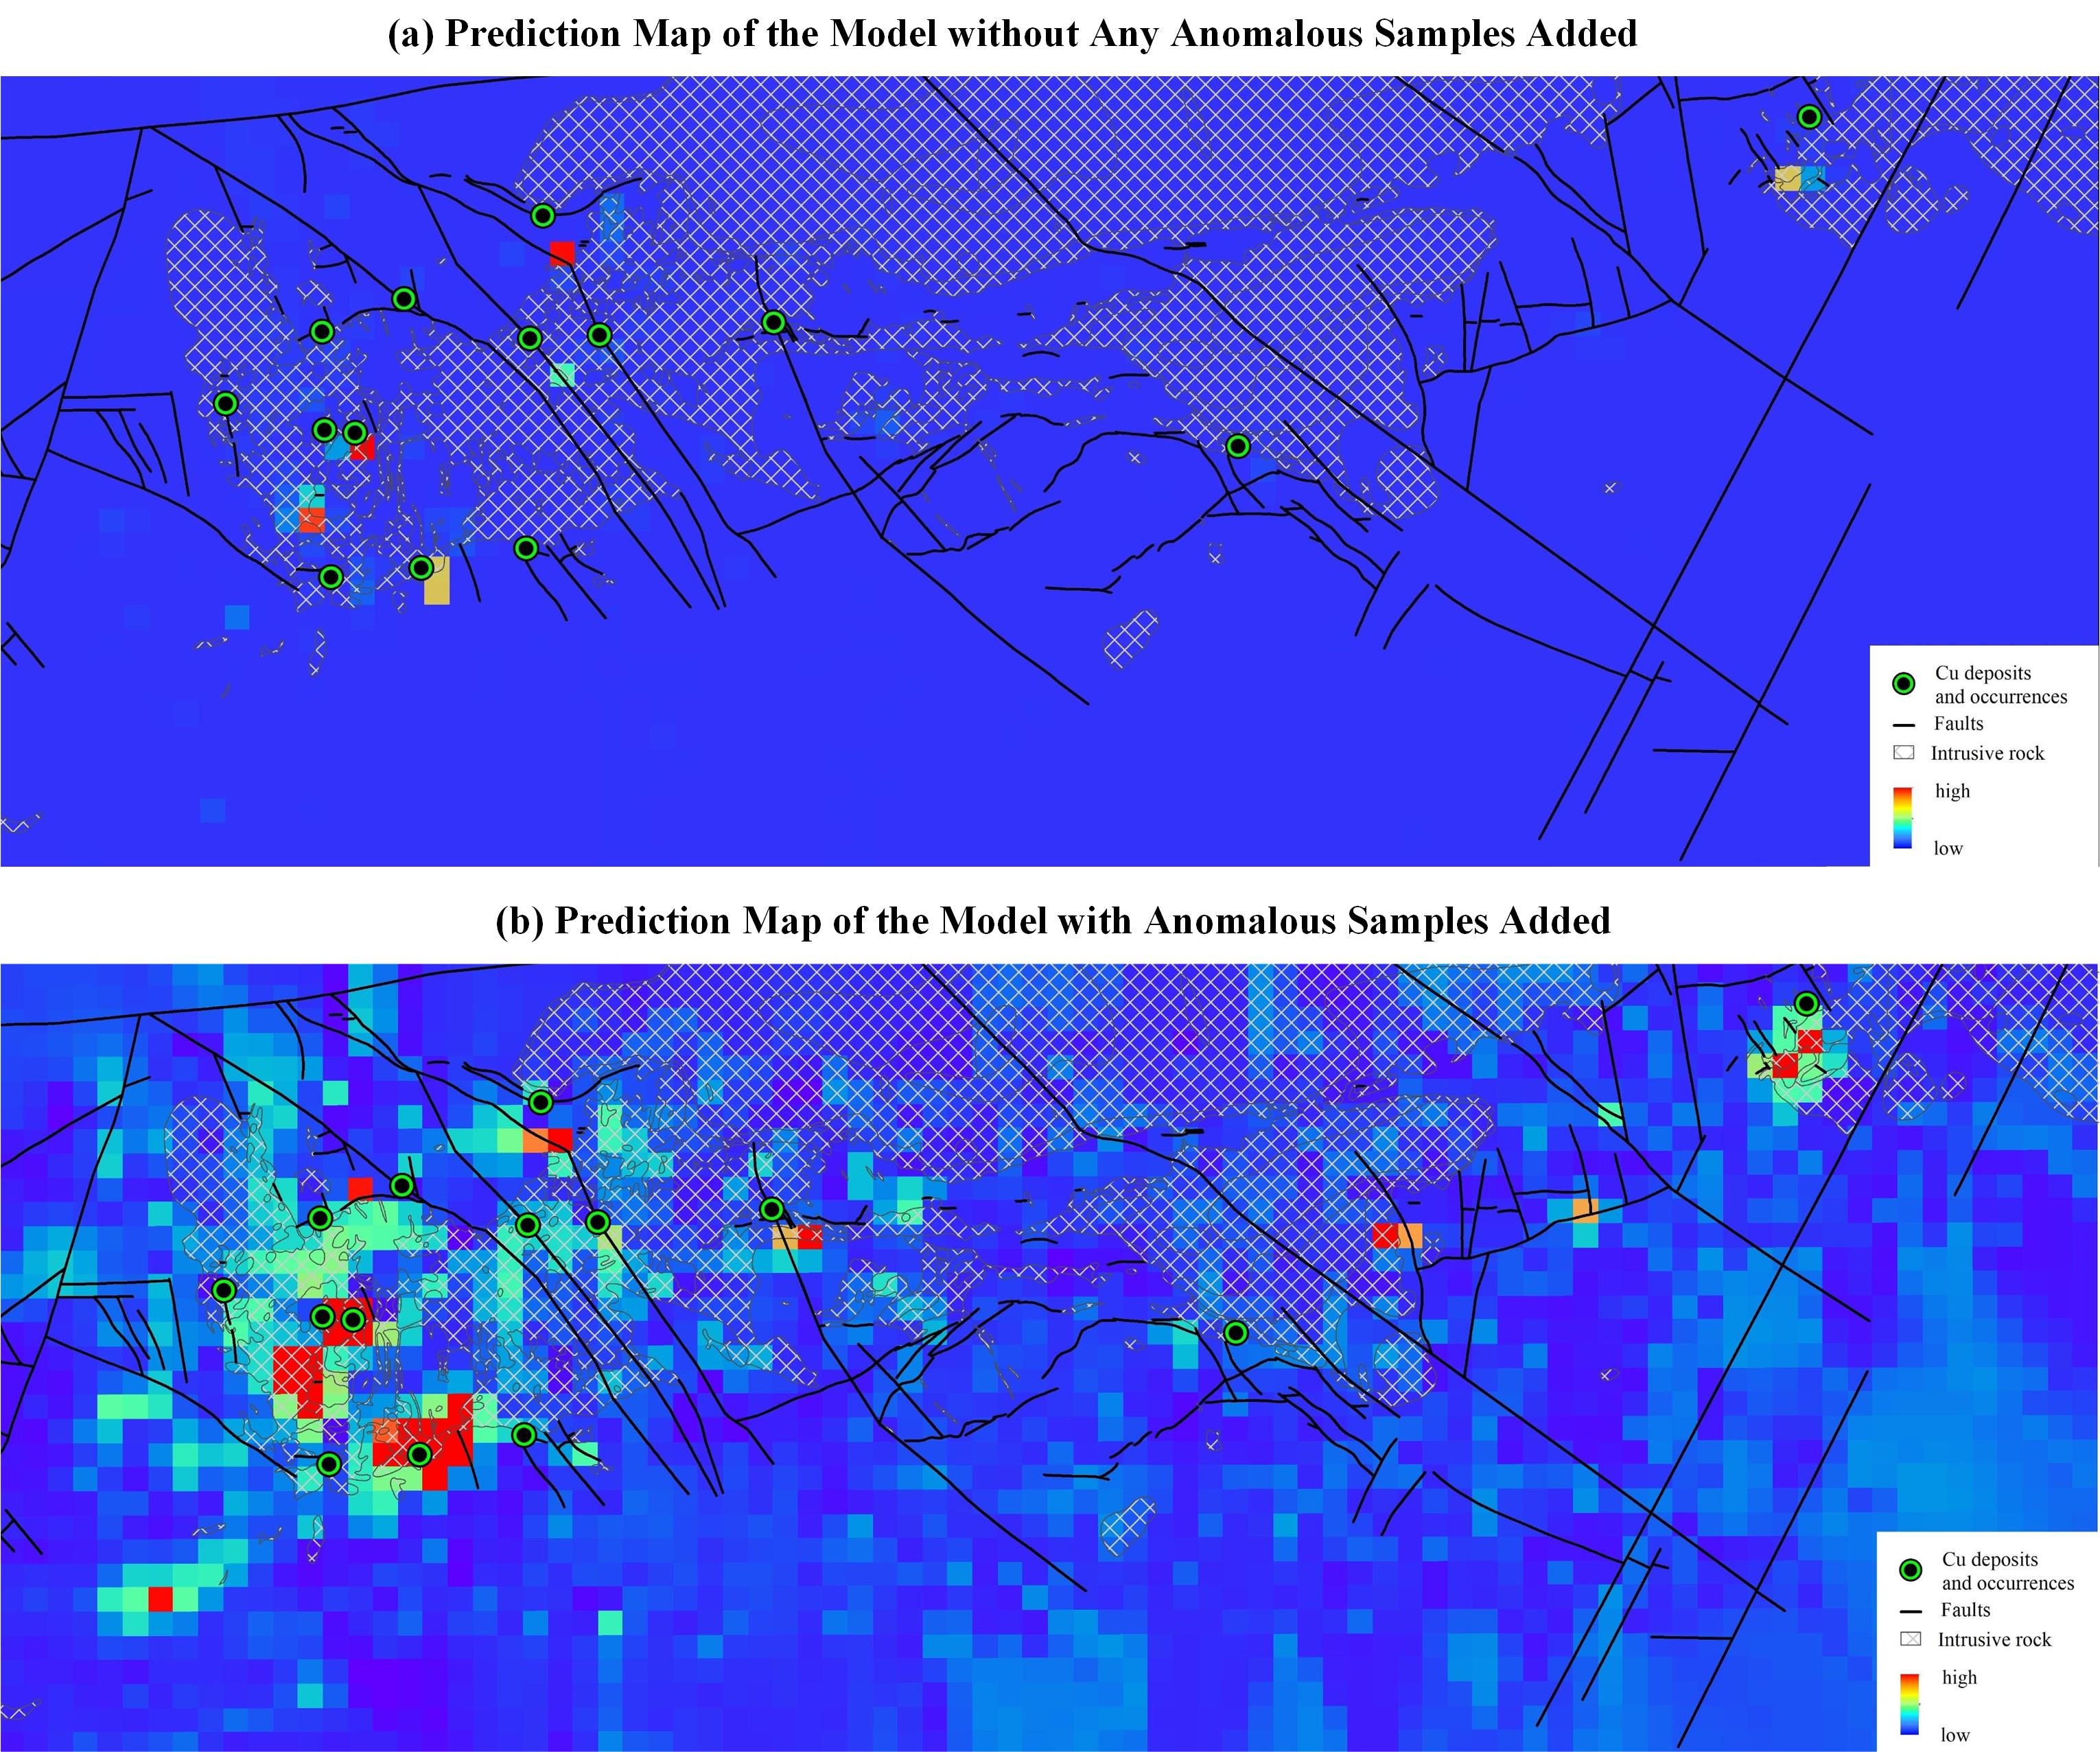 (a) Prediction Map of the Model without Any Anomalous Samples Added
Cu deposits
and occurrences
Faults
Intrusive rock
high
low
(b) Prediction Map of the Model with Anomalous Samples Added
Cu deposits
and occurrences
Faults
Intrusive rock
high
low